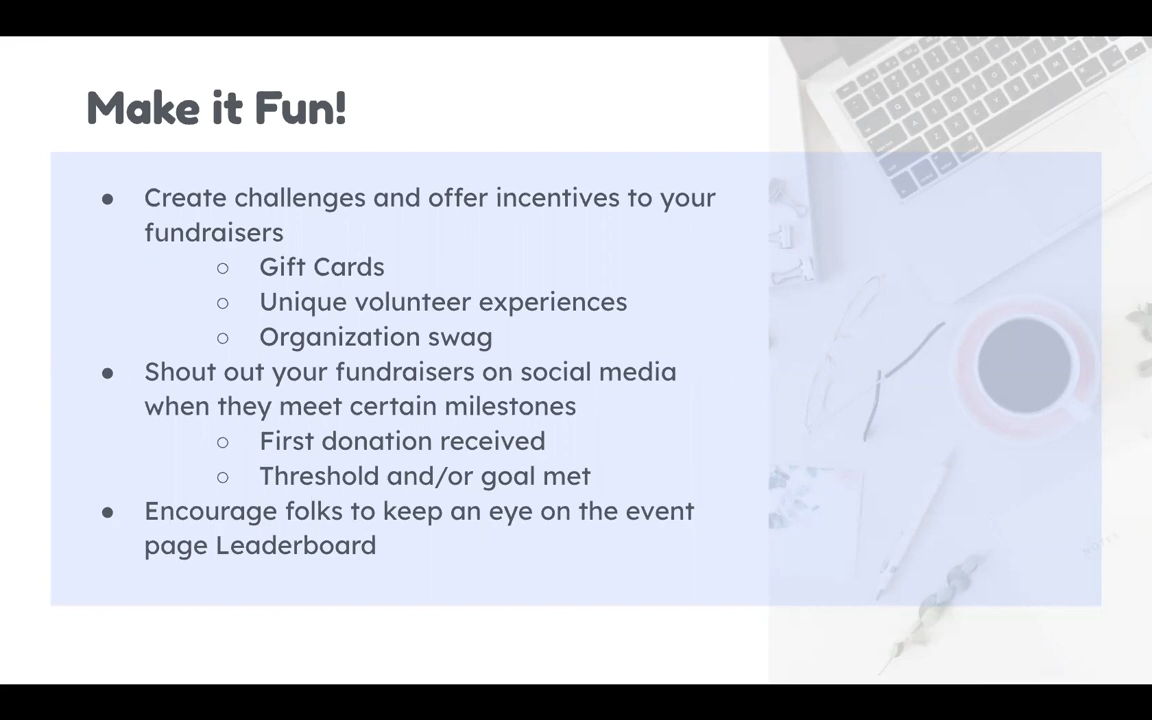 Make it Fun!
● Create challenges and offer incentives to your
fundraisers
○ Gift Cards
○ Unique volunteer experiences
○ Organization swag
● Shout out your fundraisers on social media
when they meet certain milestones
○ First donation received
○ Threshold and/or goal met
● Encourage folks to keep an eye on the event
page Leaderboard
NOTES